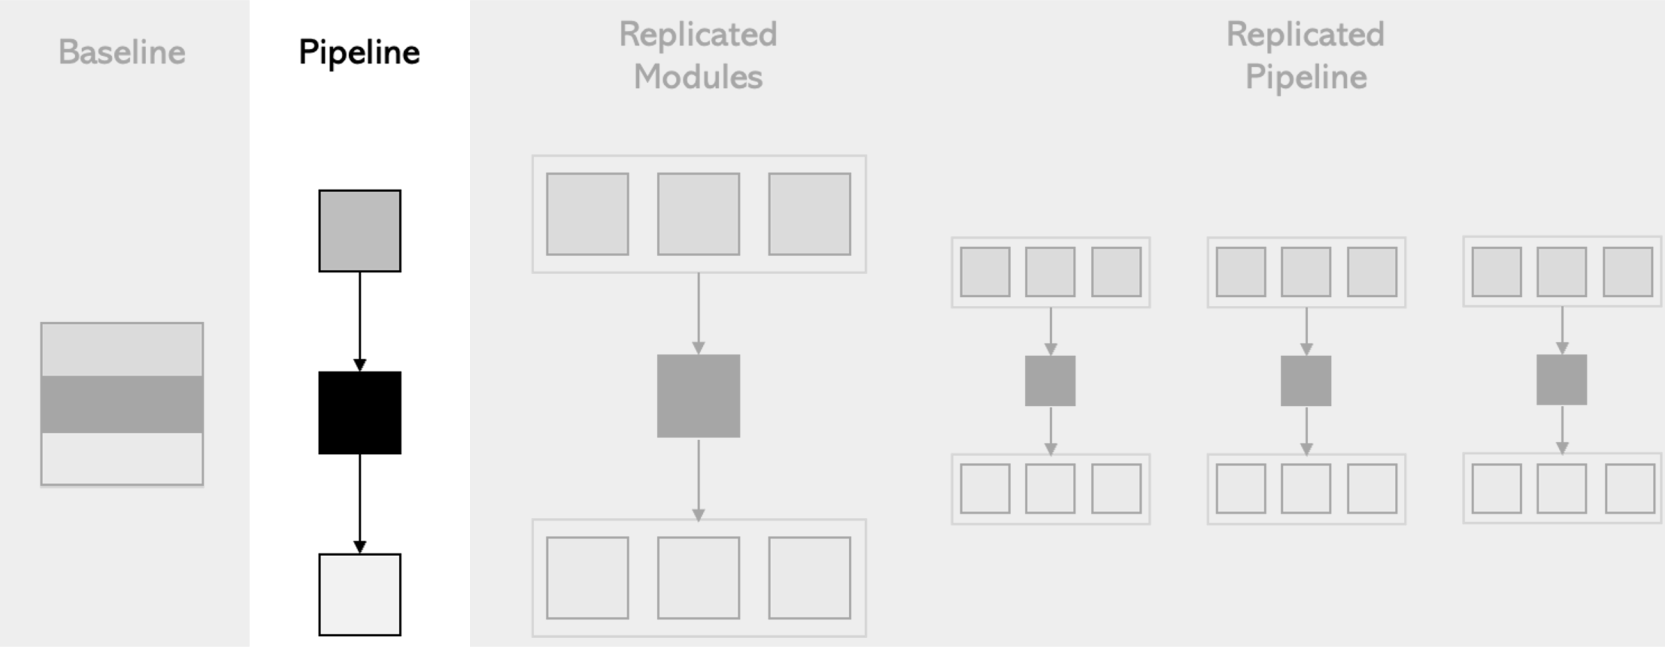 Baseline
Pipeline
Replicated
Modules
Replicated
Pipeline